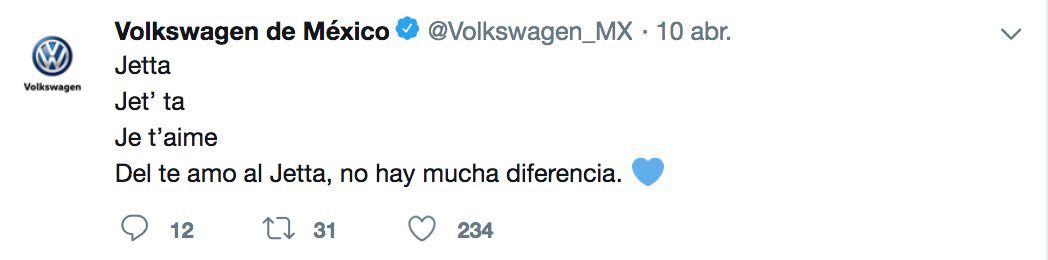 Volkswagen de México @Volkswagen_MX · 10 abr.
Volkswagen
Jetta
Jet’ ta
Je t’aime
Del te amo al Jetta, no hay mucha diferencia. 💙
12 31 234